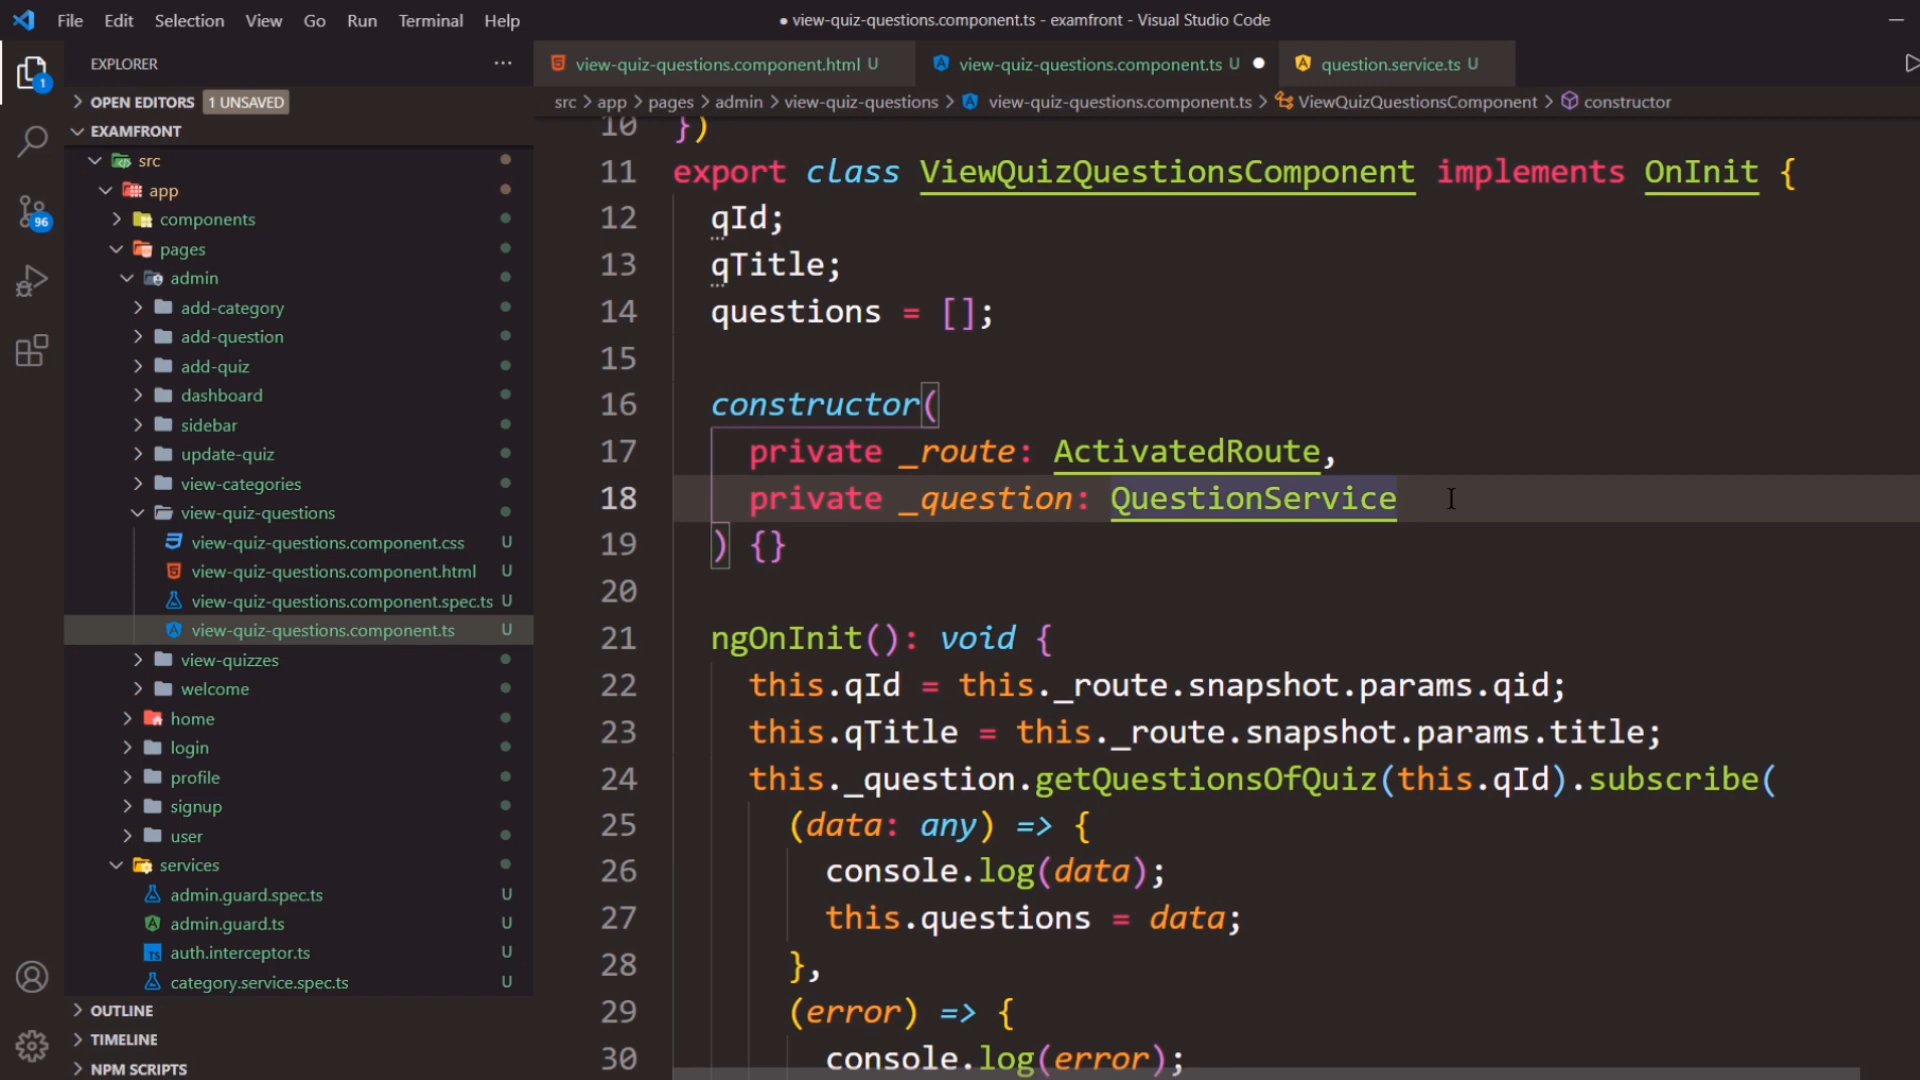 File Edit Selection View Go Run Terminal Help
● view-quiz-questions.component.ts - examfront - Visual Studio Code
EXPLORER
OPEN EDITORS 1 UNSAVED
EXAMFRONT
src
app
components
pages
admin
add-category
add-question
add-quiz
dashboard
sidebar
update-quiz
view-categories
view-quiz-questions
view-quiz-questions.component.css U
view-quiz-questions.component.html U
view-quiz-questions.component.spec.ts U
view-quiz-questions.component.ts U
view-quizzes
welcome
home
login
profile
signup
user
services
admin.guard.spec.ts U
admin.guard.ts U
auth.interceptor.ts U
category.service.spec.ts U
OUTLINE
TIMELINE
NPM SCRIPTS
1
96
view-quiz-questions.component.html U
view-quiz-questions.component.ts U
question.service.ts U
src > app > pages > admin > view-quiz-questions > view-quiz-questions.component.ts > ViewQuizQuestionsComponent > constructor
10 })
11 export class ViewQuizQuestionsComponent implements OnInit {
12 qId;
13 qTitle;
14 questions = [];
15
16 constructor(
17 private _route: ActivatedRoute,
18 private _question: QuestionService
19 ) {}
20
21 ngOnInit(): void {
22 this.qId = this._route.snapshot.params.qid;
23 this.qTitle = this._route.snapshot.params.title;
24 this._question.getQuestionsOfQuiz(this.qId).subscribe(
25 (data: any) => {
26 console.log(data);
27 this.questions = data;
28 },
29 (error) => {
30 console.log(error);